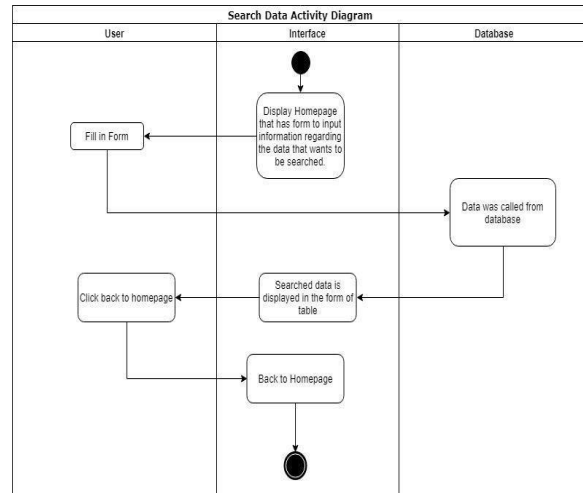 Search Data Activity Diagram
User
Interface
Database
Display Homepage
that has form to input
information regarding
the data that wants to
be searched.
Fill in Form
Data was called from
database
Searched data is
displayed in the form of
table
Click back to homepage
Back to Homepage